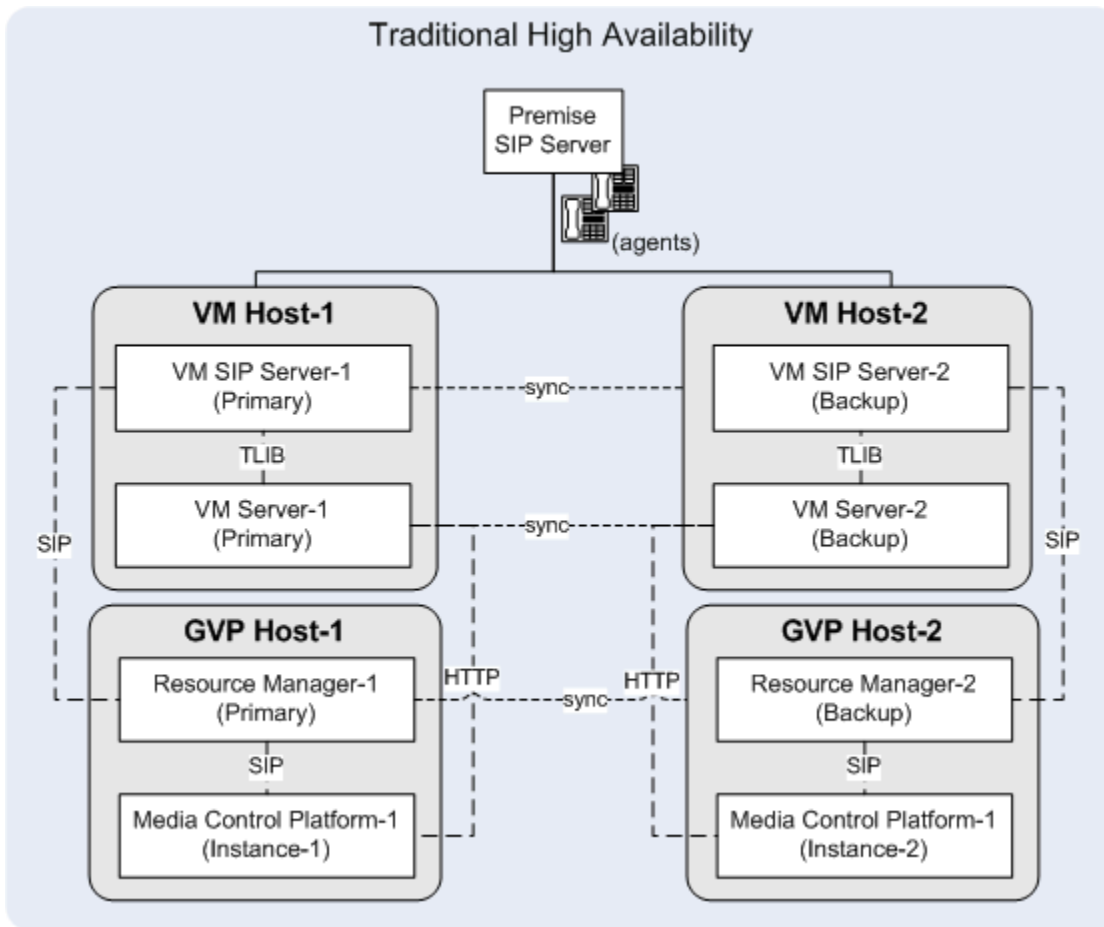 Traditional High Availability
Premise
SIP Server
(agents)
VM Host-1
VM SIP Server-1
(Primary)
TLIB
VM Server-1
(Primary)
VM Host-2
VM SIP Server-2
(Backup)
TLIB
VM Server-2
(Backup)
sync
sync
SIP
SIP
GVP Host-1
Resource Manager-1
(Primary)
SIP
Media Control Platform-1
(Instance-1)
HTTP
sync
HTTP
GVP Host-2
Resource Manager-2
(Backup)
SIP
Media Control Platform-1
(Instance-2)